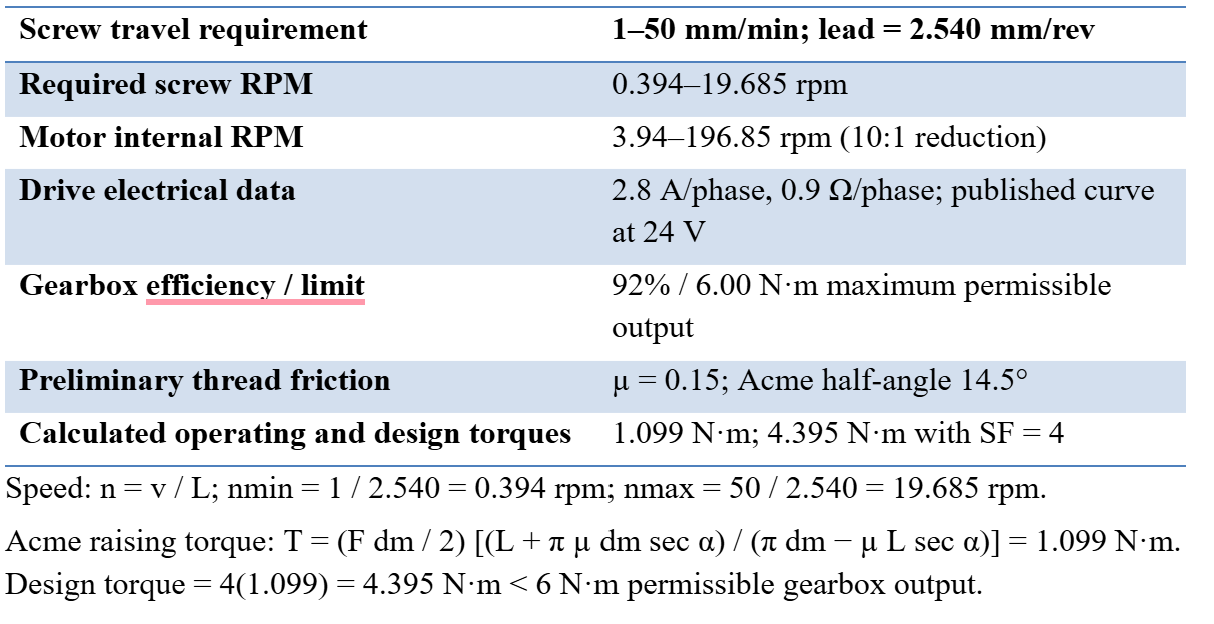 Screw travel requirement 1–50 mm/min; lead = 2.540 mm/rev
Required screw RPM 0.394–19.685 rpm
Motor internal RPM 3.94–196.85 rpm (10:1 reduction)
Drive electrical data 2.8 A/phase, 0.9 Ω/phase; published curve
at 24 V
Gearbox efficiency / limit 92% / 6.00 N·m maximum permissible
output
Preliminary thread friction μ = 0.15; Acme half-angle 14.5°
Calculated operating and design torques 1.099 N·m; 4.395 N·m with SF = 4
Speed: n = v / L; nmin = 1 / 2.540 = 0.394 rpm; nmax = 50 / 2.540 = 19.685 rpm.
Acme raising torque: T = (F dm / 2) [(L + π μ dm sec α) / (π dm − μ L sec α)] = 1.099 N·m.
Design torque = 4(1.099) = 4.395 N·m < 6 N·m permissible gearbox output.